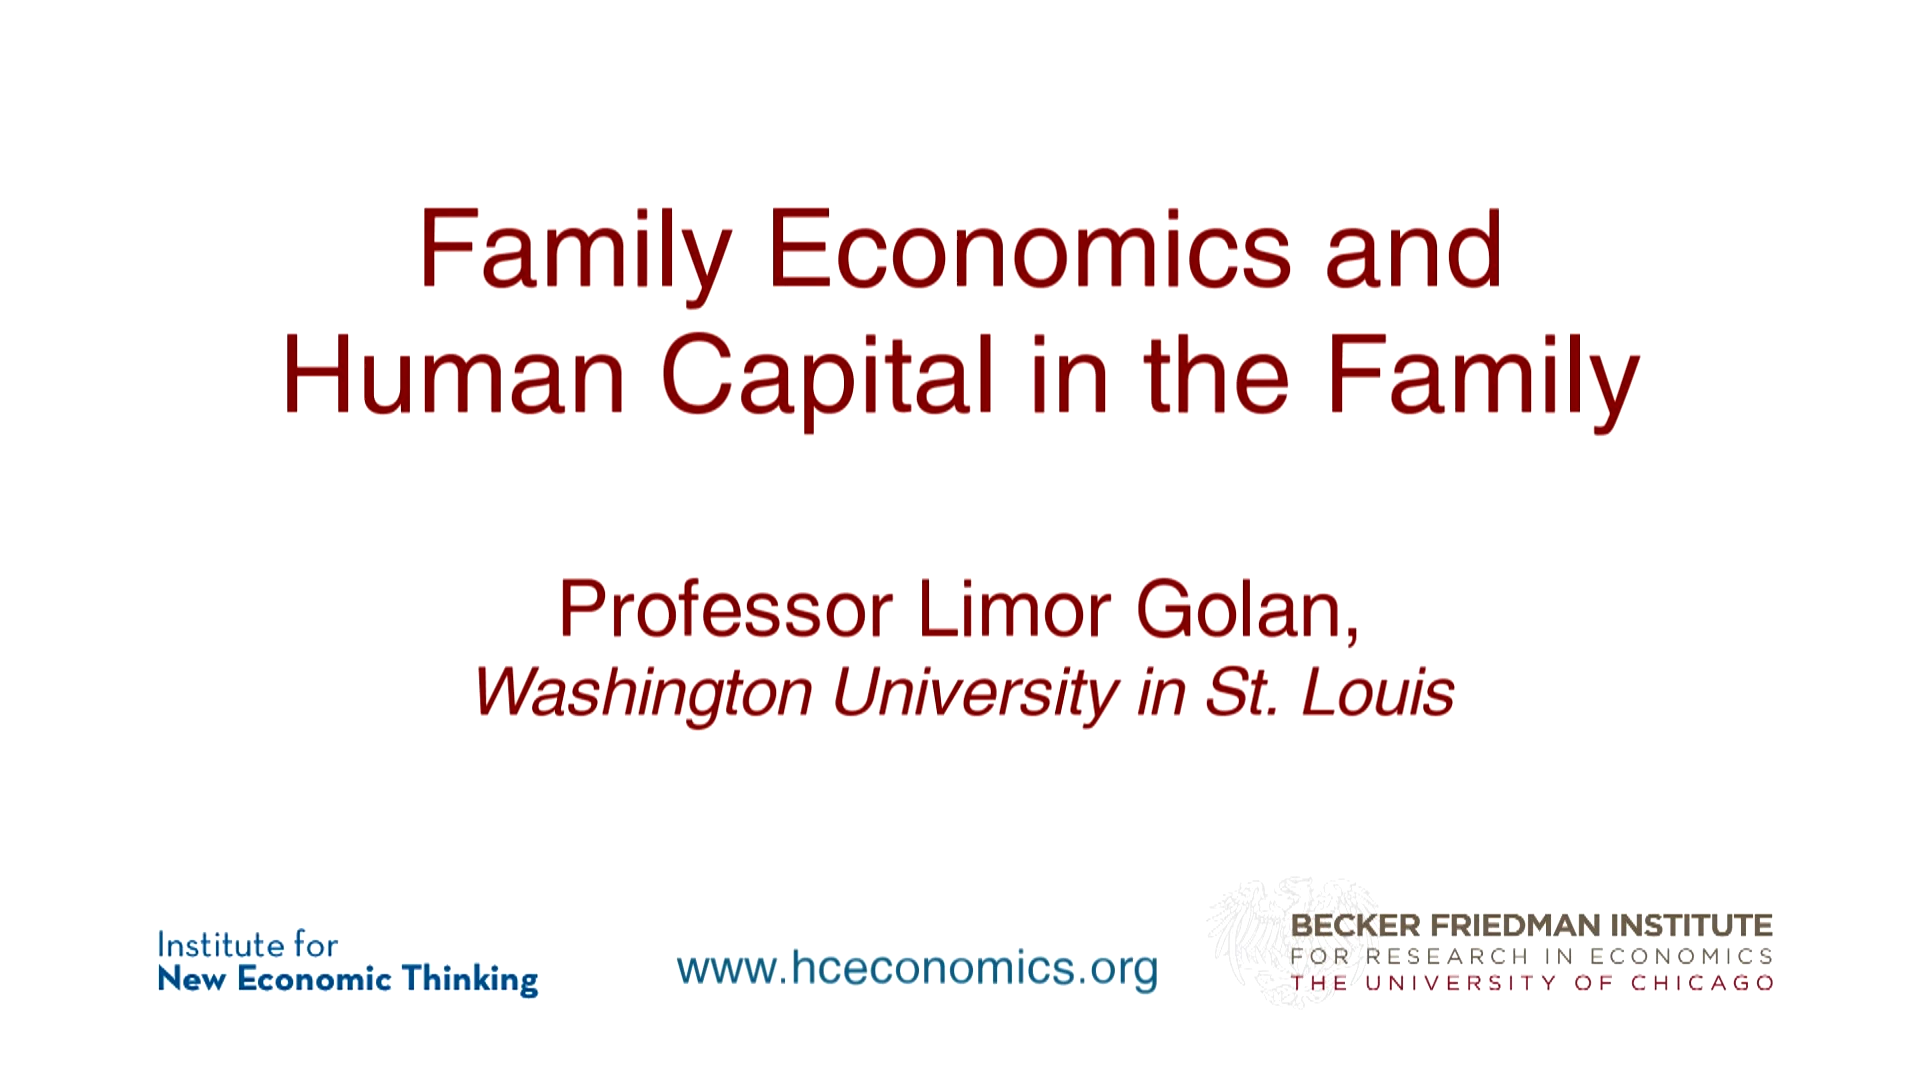 Family Economics and
Human Capital in the Family
Professor Limor Golan,
Washington University in St. Louis
Institute for
New Economic Thinking
www.hceconomics.org
BECKER FRIEDMAN INSTITUTE
FOR RESEARCH IN ECONOMICS
THE UNIVERSITY OF CHICAGO